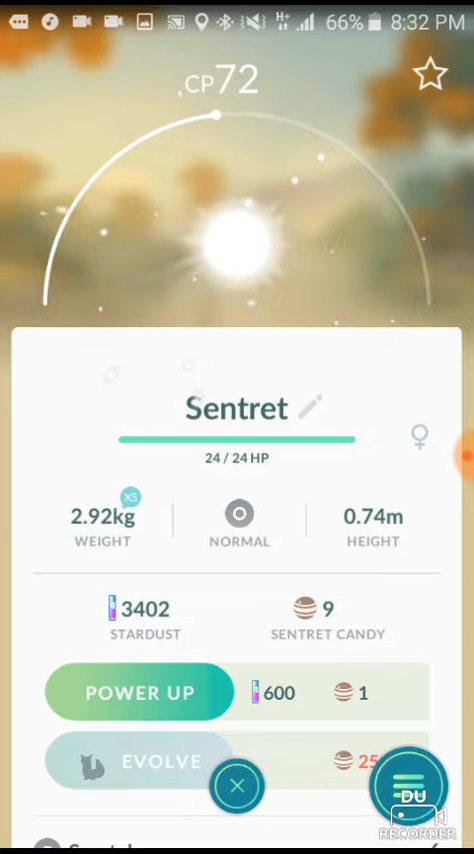 H+ 66% 8:32 PM
CP72
Sentret
24 / 24 HP
XS
2.92kg
WEIGHT
NORMAL
0.74m
HEIGHT
3402
STARDUST
9
SENTRET CANDY
POWER UP 600 1
EVOLVE 25
DU
RECORDER